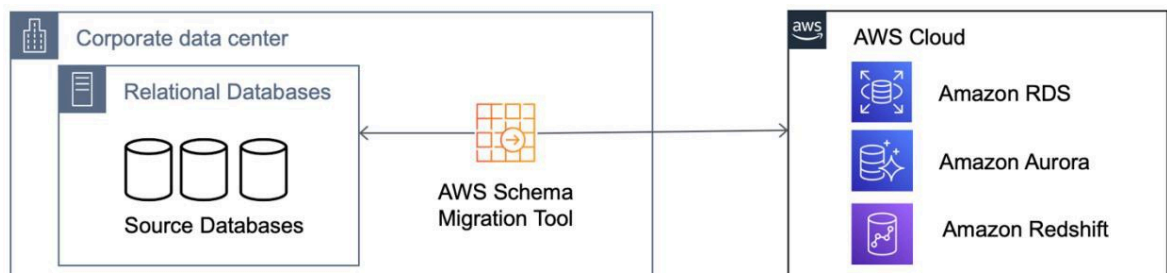 Corporate data center
Relational Databases
Source Databases
AWS Schema
Migration Tool
aws
AWS Cloud
Amazon RDS
Amazon Aurora
Amazon Redshift